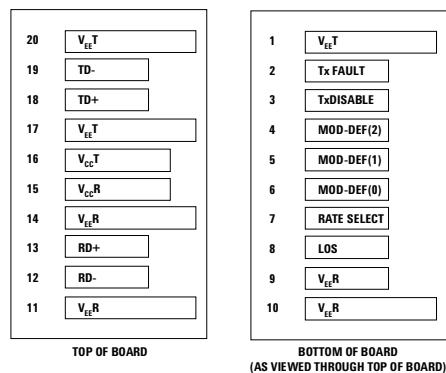 20 VEET
19 TD-
18 TD+
17 VEET
16 VCCT
15 VCCR
14 VEER
13 RD+
12 RD-
11 VEER
TOP OF BOARD
1 VEET
2 Tx FAULT
3 TxDISABLE
4 MOD-DEF(2)
5 MOD-DEF(1)
6 MOD-DEF(0)
7 RATE SELECT
8 LOS
9 VEER
10 VEER
BOTTOM OF BOARD
(AS VIEWED THROUGH TOP OF BOARD)